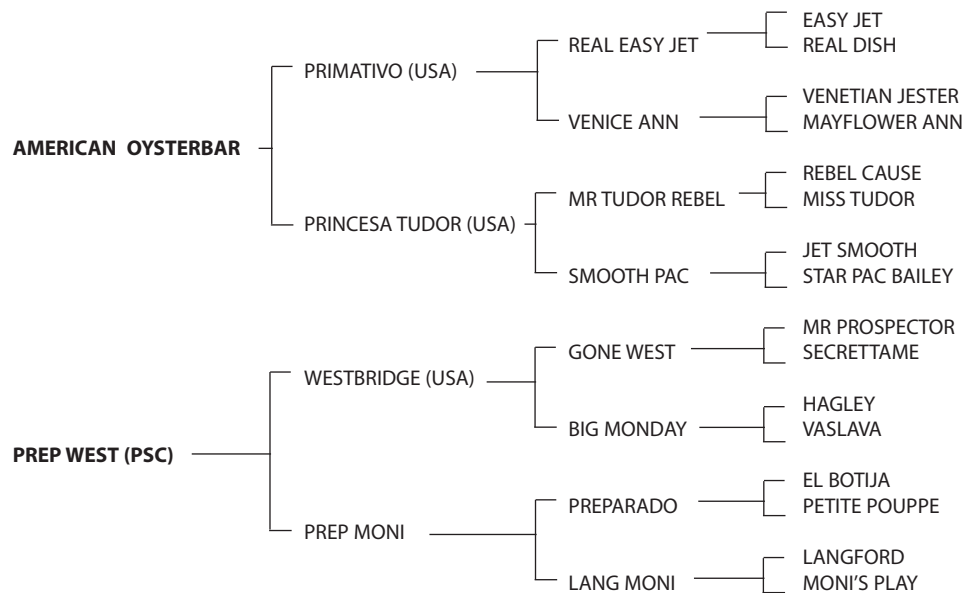 EASY JET
REAL EASY JET
REAL DISH
PRIMATIVO (USA)
VENETIAN JESTER
VENICE ANN
MAYFLOWER ANN
AMERICAN OYSTERBAR
REBEL CAUSE
MR TUDOR REBEL
MISS TUDOR
PRINCESA TUDOR (USA)
JET SMOOTH
SMOOTH PAC
STAR PAC BAILEY
MR PROSPECTOR
GONE WEST
SECRETTAME
WESTBRIDGE (USA)
HAGLEY
BIG MONDAY
VASLAVA
PREP WEST (PSC)
EL BOTIJA
PREPARADO
PETITE POUPPE
PREP MONI
LANGFORD
LANG MONI
MONI'S PLAY